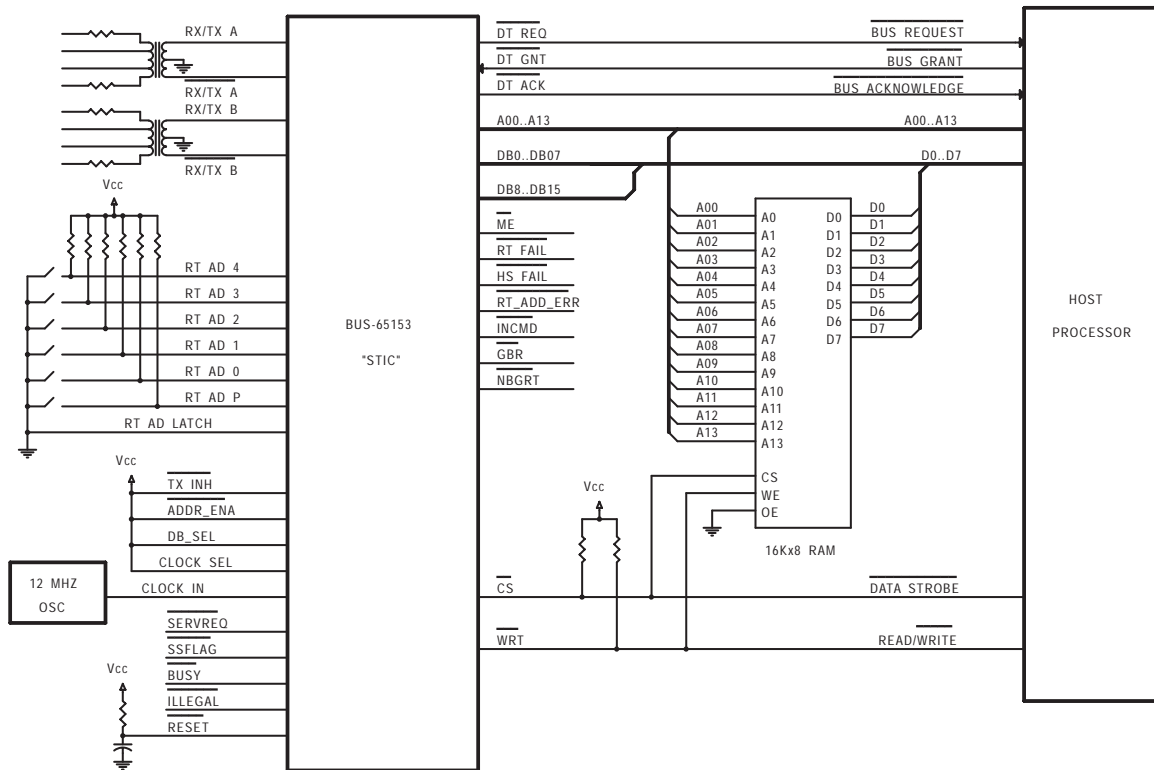 RX/TX A
RX/TX A
RX/TX B
RX/TX B
Vcc
RT AD 4
RT AD 3
RT AD 2
RT AD 1
RT AD 0
RT AD P
RT AD LATCH
Vcc
TX INH
ADDR_ENA
DB_SEL
CLOCK SEL
12 MHZ
OSC
CLOCK IN
SERVREQ
SSFLAG
BUSY
ILLEGAL
RESET
Vcc
BUS-65153
"STIC"
DT REQ
DT GNT
DT ACK
A00..A13
DB0..DB07
DB8..DB15
ME
RT FAIL
HS FAIL
RT_ADD_ERR
INCMD
GBR
NBGRT
CS
WRT
Vcc
A00
A01
A02
A03
A04
A05
A06
A07
A08
A09
A10
A11
A12
A13
A0
A1
A2
A3
A4
A5
A6
A7
A8
A9
A10
A11
A12
A13
CS
WE
OE
D0
D1
D2
D3
D4
D5
D6
D7
D0
D1
D2
D3
D4
D5
D6
D7
16Kx8 RAM
BUS REQUEST
BUS GRANT
BUS ACKNOWLEDGE
A00..A13
D0..D7
DATA STROBE
READ/WRITE
HOST
PROCESSOR